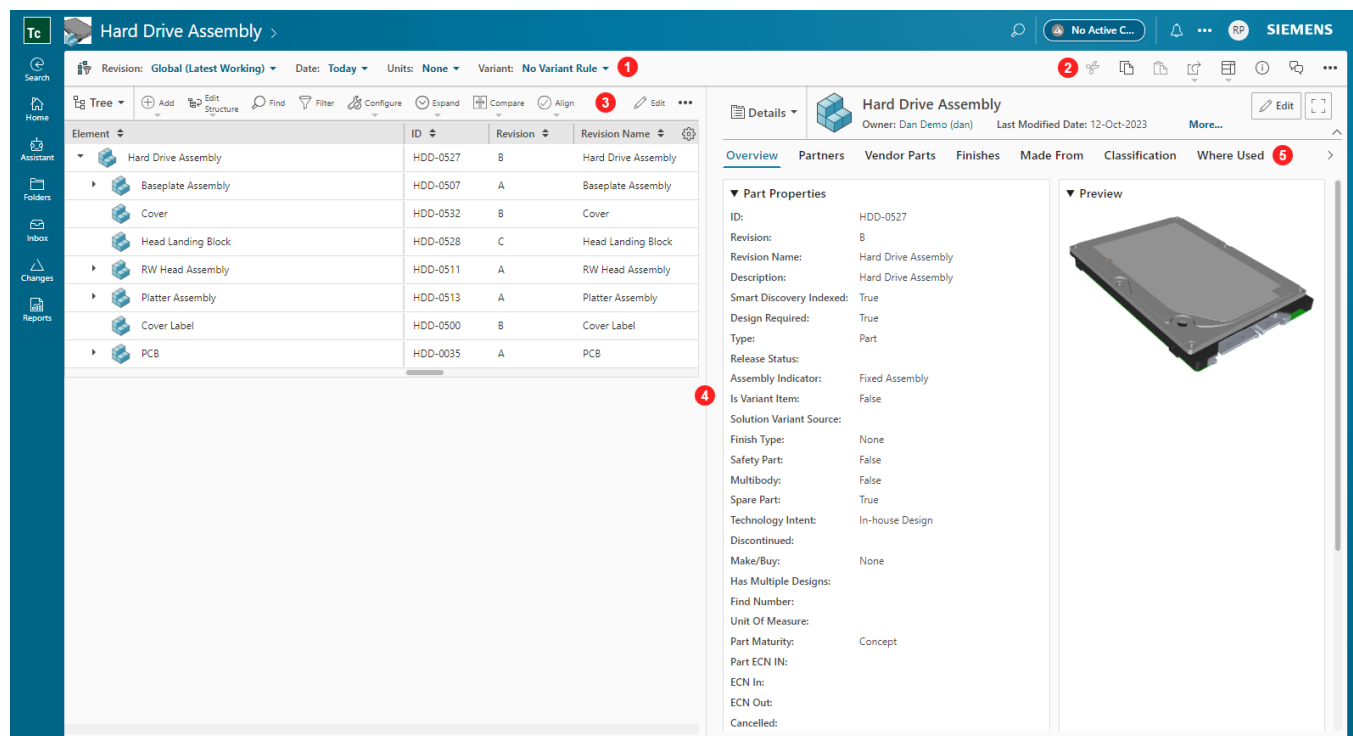 Tc
Hard Drive Assembly >
No Active C...
RP
SIEMENS
Search
Home
Assistant
Folders
Inbox
Changes
Reports
Revision: Global (Latest Working) Date: Today Units: None Variant: No Variant Rule 1
2
Tree Add Edit Structure Find Filter Configure Expand Compare Align 3 Edit
Element ID Revision Revision Name
Hard Drive Assembly HDD-0527 B Hard Drive Assembly
Baseplate Assembly HDD-0507 A Baseplate Assembly
Cover HDD-0532 B Cover
Head Landing Block HDD-0528 C Head Landing Block
RW Head Assembly HDD-0511 A RW Head Assembly
Platter Assembly HDD-0513 A Platter Assembly
Cover Label HDD-0500 B Cover Label
PCB HDD-0035 A PCB
4
Details
Hard Drive Assembly
Edit
Owner: Dan Demo (dan) Last Modified Date: 12-Oct-2023 More...
Overview Partners Vendor Parts Finishes Made From Classification Where Used 5
Part Properties
ID: HDD-0527
Revision: B
Revision Name: Hard Drive Assembly
Description: Hard Drive Assembly
Smart Discovery Indexed: True
Design Required: True
Type: Part
Release Status:
Assembly Indicator: Fixed Assembly
Is Variant Item: False
Solution Variant Source:
Finish Type: None
Safety Part: False
Multibody: False
Spare Part: True
Technology Intent: In-house Design
Discontinued:
Make/Buy: None
Has Multiple Designs:
Find Number:
Unit Of Measure:
Part Maturity: Concept
Part ECN IN:
ECN In:
ECN Out:
Cancelled:
Preview